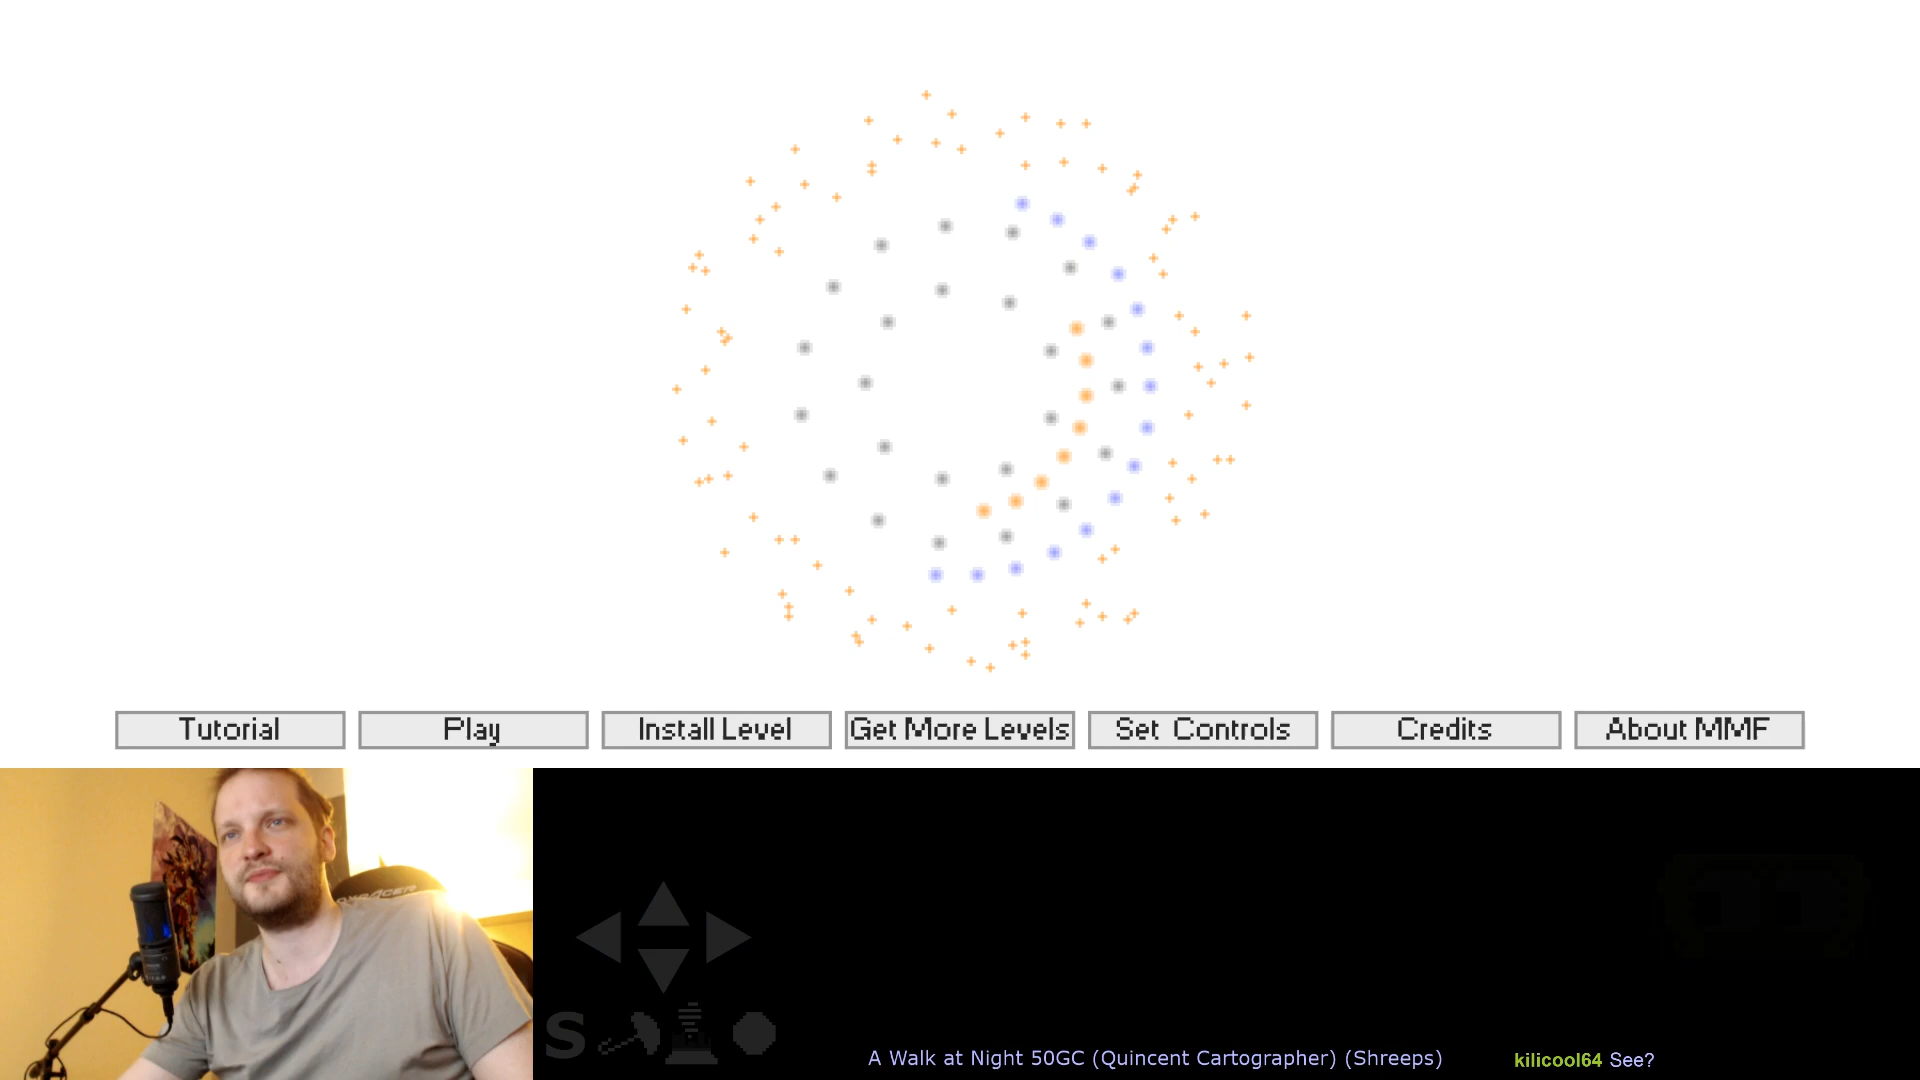 Tutorial
Play
Install Level
Get More Levels
Set Controls
Credits
About MMF
S
A Walk at Night 50GC (Quincent Cartographer) (Shreeps)
kilicool64 See?